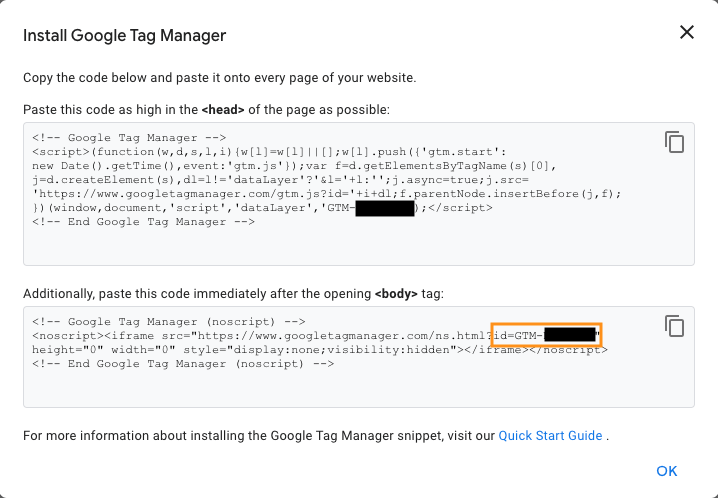 Install Google Tag Manager
Copy the code below and paste it onto every page of your website.
Paste this code as high in the <head> of the page as possible:
<!-- Google Tag Manager -->
<script>(function(w,d,s,l,i){w[l]=w[l]||[];w[l].push({'gtm.start':
new Date().getTime(),event:'gtm.js'});var f=d.getElementsByTagName(s)[0],
j=d.createElement(s),dl=l!='dataLayer'?'&l='+l:'';j.async=true;j.src=
'https://www.googletagmanager.com/gtm.js?id='+i+dl;f.parentNode.insertBefore(j,f);
})(window,document,'script','dataLayer','GTM-);</script>
<!-- End Google Tag Manager -->
Additionally, paste this code immediately after the opening <body> tag:
<!-- Google Tag Manager (noscript) -->
<noscript><iframe src="https://www.googletagmanager.com/ns.html?id=GTM-"
height="0" width="0" style="display:none;visibility:hidden"></iframe></noscript>
<!-- End Google Tag Manager (noscript) -->
For more information about installing the Google Tag Manager snippet, visit our Quick Start Guide .
OK